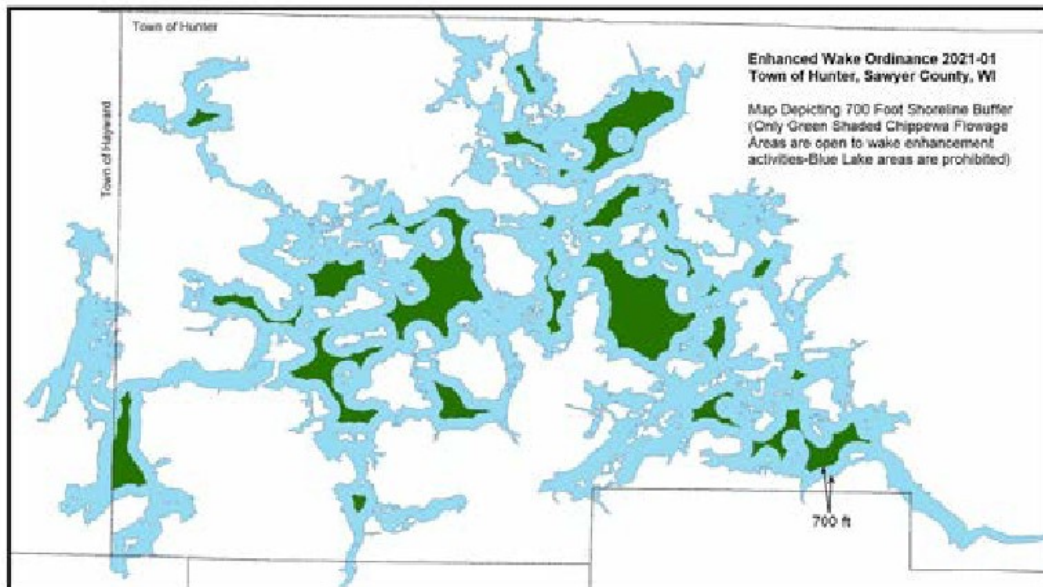 Town of Hunter
Town of Hayward
Enhanced Wake Ordinance 2021-01
Town of Hunter, Sawyer County, WI
Map Depicting 700 Foot Shoreline Buffer
(Only Green Shaded Chippewa Flowage
Areas are open to wake enhancement
activities-Blue Lake areas are prohibited)
700 ft